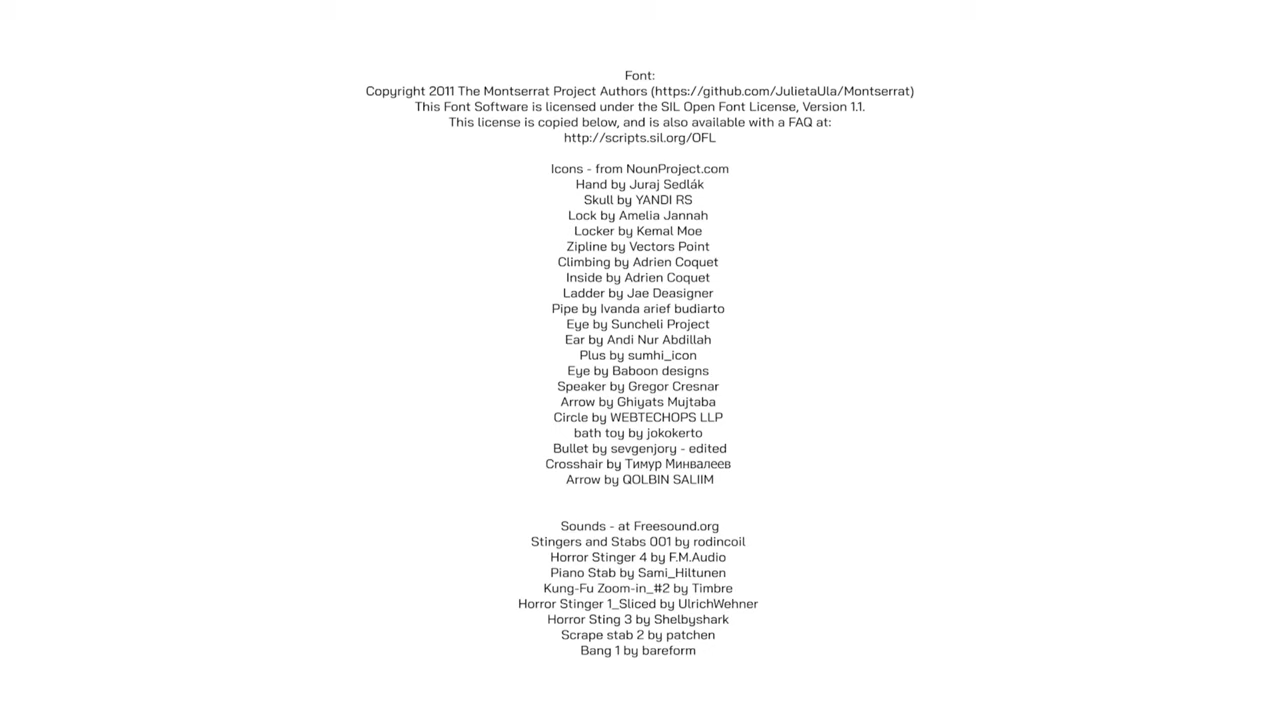 Font:
Copyright 2011 The Montserrat Project Authors (https://github.com/JulietaUla/Montserrat)
This Font Software is licensed under the SIL Open Font License, Version 1.1.
This license is copied below, and is also available with a FAQ at:
http://scripts.sil.org/OFL
Icons - from NounProject.com
Hand by Juraj Sedlák
Skull by YANDI RS
Lock by Amelia Jannah
Locker by Kemal Moe
Zipline by Vectors Point
Climbing by Adrien Coquet
Inside by Adrien Coquet
Ladder by Jae Deasigner
Pipe by Ivanda arief budiarto
Eye by Suncheli Project
Ear by Andi Nur Abdillah
Plus by sumhi_icon
Eye by Baboon designs
Speaker by Gregor Cresnar
Arrow by Ghiyats Mujtaba
Circle by WEBTECHOPS LLP
bath toy by jokokerto
Bullet by sevgenjory - edited
Crosshair by Тимур Минвалеев
Arrow by QOLBIN SALIIM
Sounds - at Freesound.org
Stingers and Stabs 001 by rodincoil
Horror Stinger 4 by F.M.Audio
Piano Stab by Sami_Hiltunen
Kung-Fu Zoom-in_#2 by Timbre
Horror Stinger 1_Sliced by UlrichWehner
Horror Sting 3 by Shelbyshark
Scrape stab 2 by patchen
Bang 1 by bareform